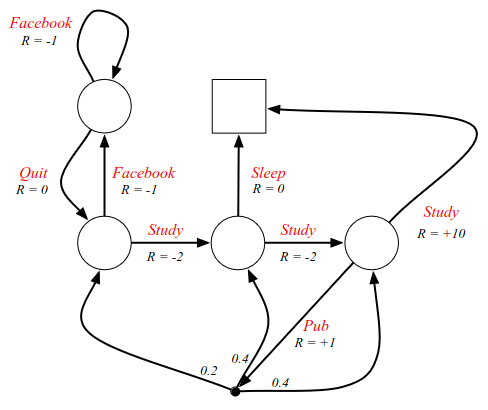 Facebook
R = -1
Quit
R = 0
Facebook
R = -1
Sleep
R = 0
Study
R = -2
Study
R = -2
Study
R = +10
Pub
R = +1
0.2
0.4
0.4